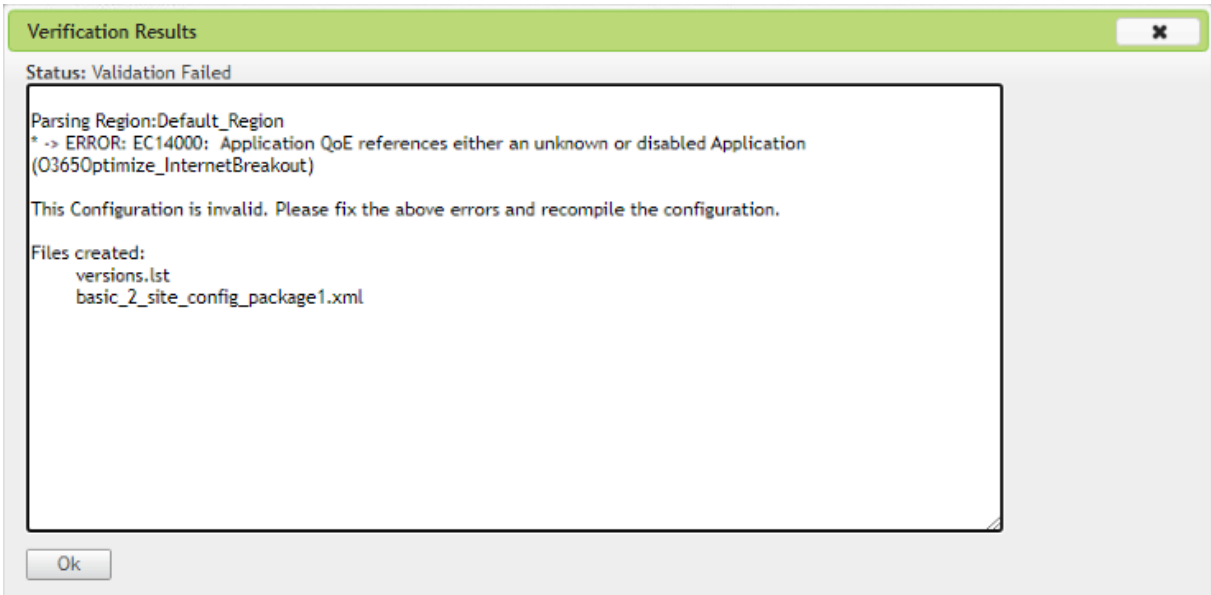 Verification Results
Status: Validation Failed
Parsing Region:Default_Region
* -> ERROR: EC14000:  Application QoE references either an unknown or disabled Application
(O365Optimize_InternetBreakout)
This Configuration is invalid. Please fix the above errors and recompile the configuration.
Files created:
versions.lst
basic_2_site_config_package1.xml
Ok